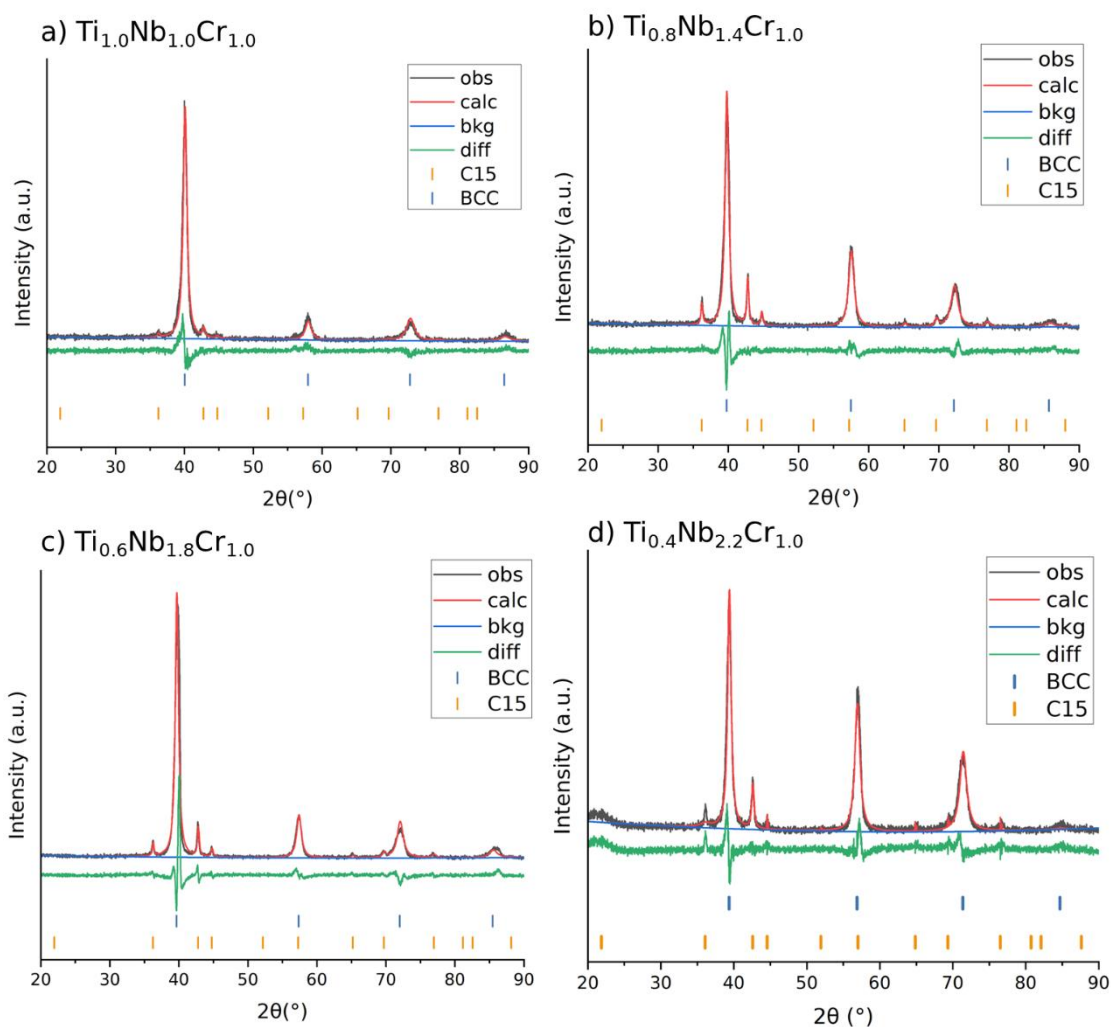 a) Ti1.0Nb1.0Cr1.0
obs
calc
bkg
diff
C15
BCC
Intensity (a.u.)
20 30 40 50 60 70 80 90
2θ(°)
b) Ti0.8Nb1.4Cr1.0
obs
calc
bkg
diff
BCC
C15
Intensity (a.u.)
20 30 40 50 60 70 80 90
2θ(°)
c) Ti0.6Nb1.8Cr1.0
obs
calc
bkg
diff
BCC
C15
Intensity (a.u.)
20 30 40 50 60 70 80 90
2θ(°)
d) Ti0.4Nb2.2Cr1.0
obs
calc
bkg
diff
BCC
C15
Intensity (a.u.)
20 30 40 50 60 70 80 90
2θ (°)